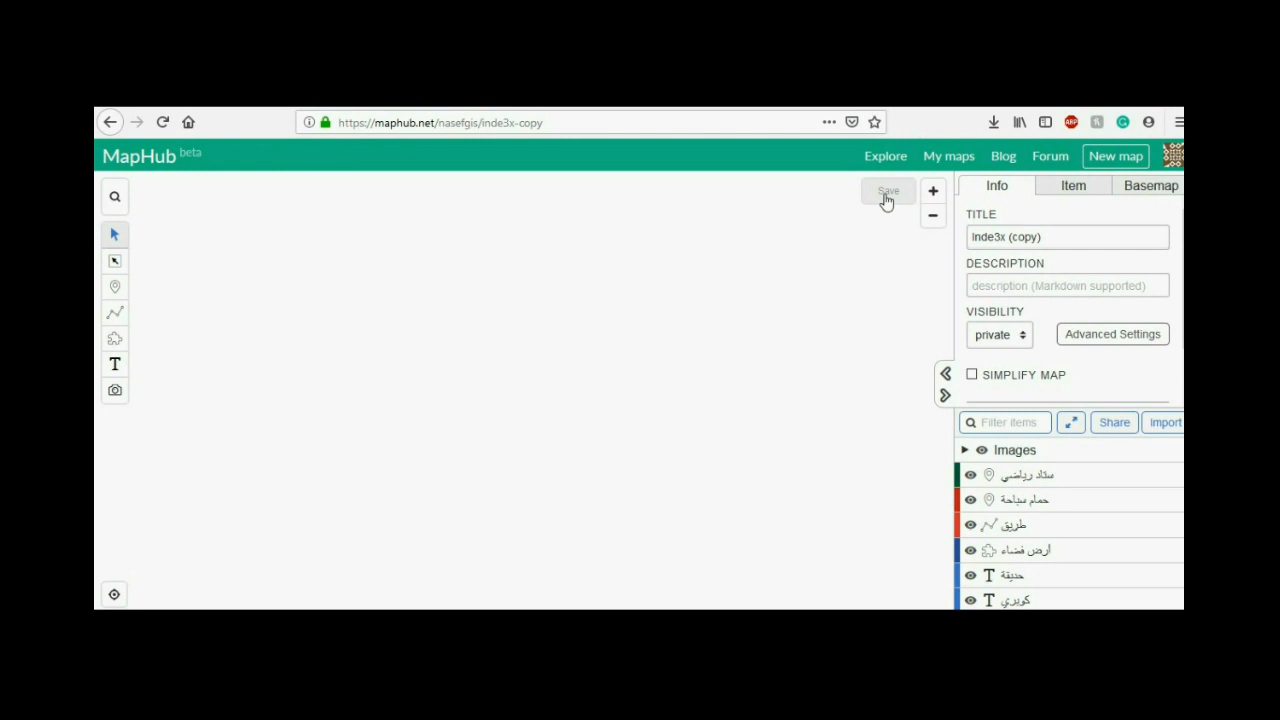 https://maphub.net/nasefgis/inde3x-copy
ABP
MapHub beta
Explore My maps Blog Forum New map
Save
Info Item Basemap
TITLE
Inde3x (copy)
DESCRIPTION
description (Markdown supported)
VISIBILITY
private Advanced Settings
SIMPLIFY MAP
Filter items Share Import
Images
ستاد رياضي
حمام سباحة
طريق
أرض فضاء
T حديقة
T كوبري
T